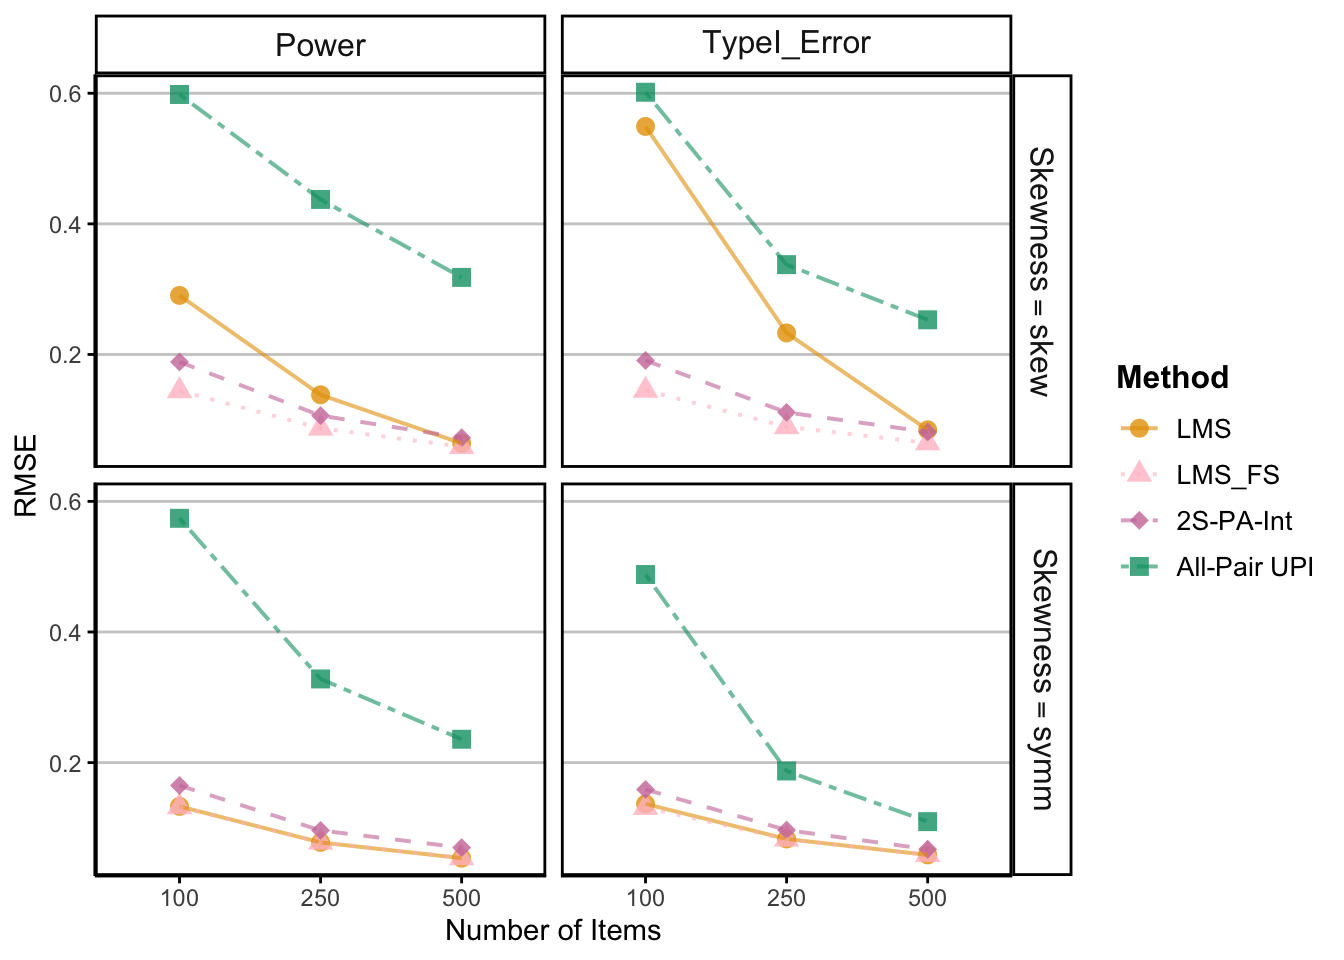 Power
TypeI_Error
0.6
0.4
0.2
Skewness = skew
RMSE
0.6
0.4
0.2
Skewness = symm
100
250
500
100
250
500
Number of Items
Method
LMS
LMS_FS
2S-PA-Int
All-Pair UPI